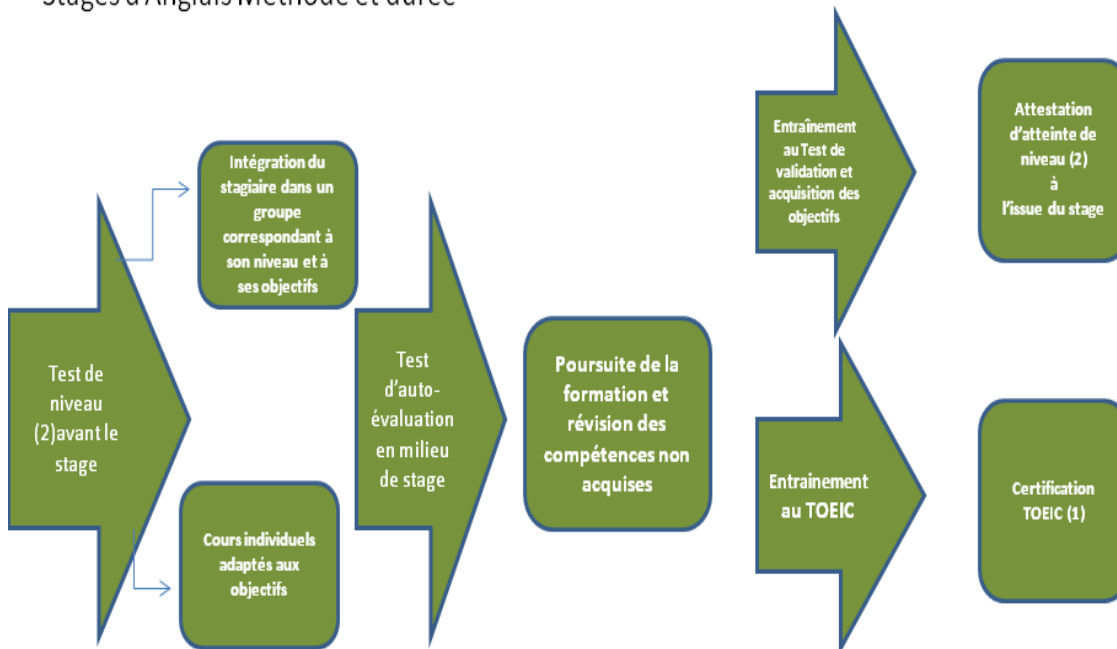 Stages d'Anglais Méthode et durée
Test de
niveau
(2)avant le
stage
Intégration du
stagiaire dans un
groupe
correspondant à
son niveau et à
ses objectifs
Cours individuels
adaptés aux
objectifs
Test
d'auto-
évaluation
en milieu
de stage
Poursuite de la
formation et
révision des
compétences non
acquises
Entraînement
au Test de
validation et
acquisition des
objectifs
Attestation
d'atteinte de
niveau (2)
à
l'issue du stage
Entrainement
au TOEIC
Certification
TOEIC (1)